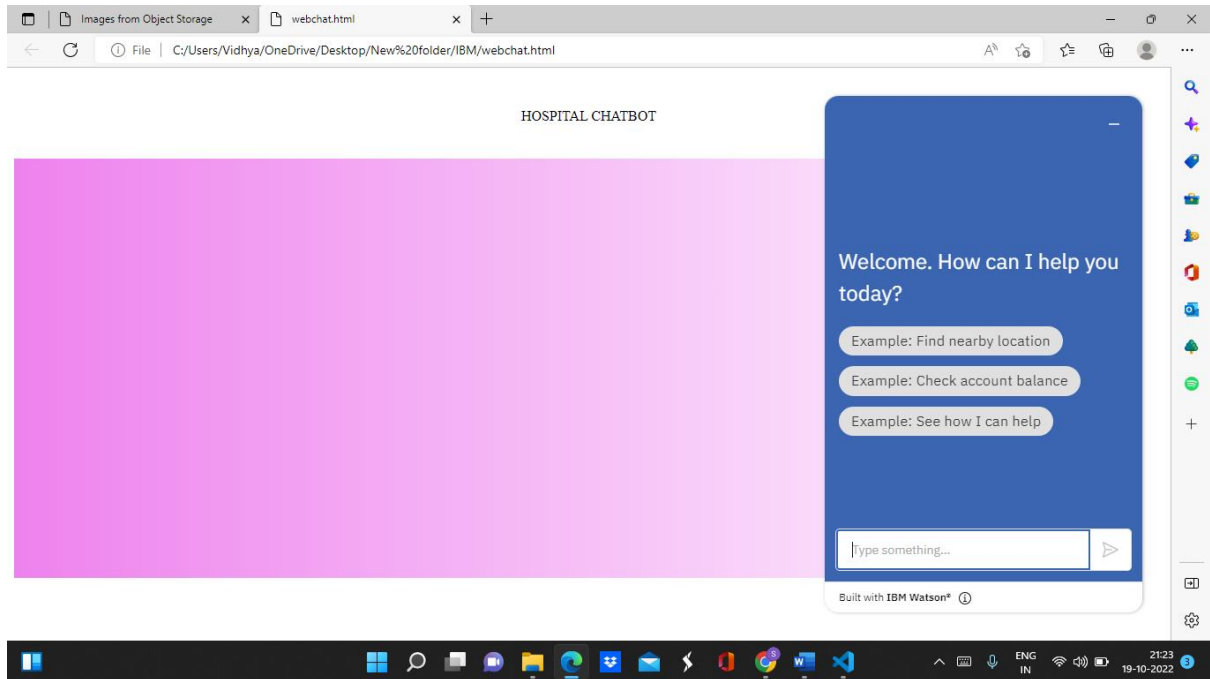 Images from Object Storage
webchat.html
File | C:/Users/Vidhya/OneDrive/Desktop/New%20folder/IBM/webchat.html
HOSPITAL CHATBOT
Welcome. How can I help you
today?
Example: Find nearby location
Example: Check account balance
Example: See how I can help
Type something...
Built with IBM Watson®
ENG
IN
21:23
19-10-2022
3